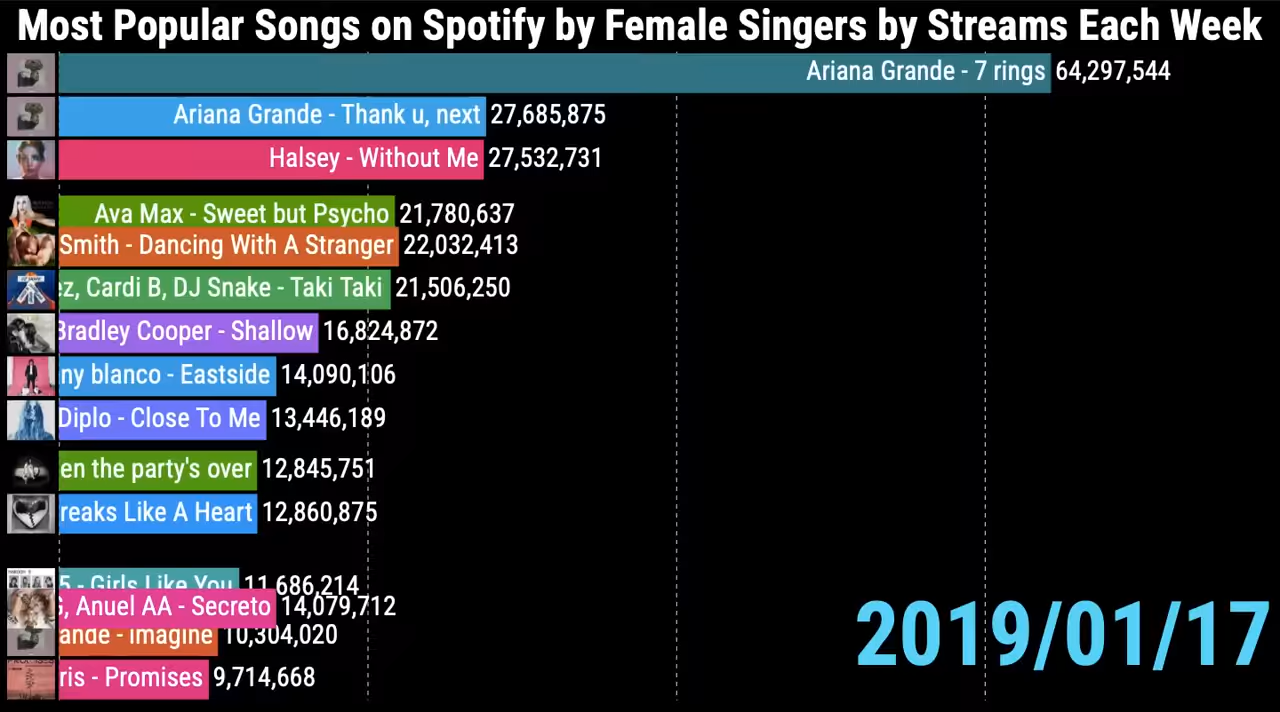 Most Popular Songs on Spotify by Female Singers by Streams Each Week
Ariana Grande - 7 rings 64,297,544
Ariana Grande - Thank u, next 27,685,875
Halsey - Without Me 27,532,731
Ava Max - Sweet but Psycho 21,780,637
Smith - Dancing With A Stranger 22,032,413
ez, Cardi B, DJ Snake - Taki Taki 21,506,250
Bradley Cooper - Shallow 16,824,872
ny blanco - Eastside 14,090,106
Diplo - Close To Me 13,446,189
en the party's over 12,845,751
reaks Like A Heart 12,860,875
5 - Girls Like You 11,686,214
G, Anuel AA - Secreto 14,079,712
ande - imagine 10,304,020
ris - Promises 9,714,668
2019/01/17